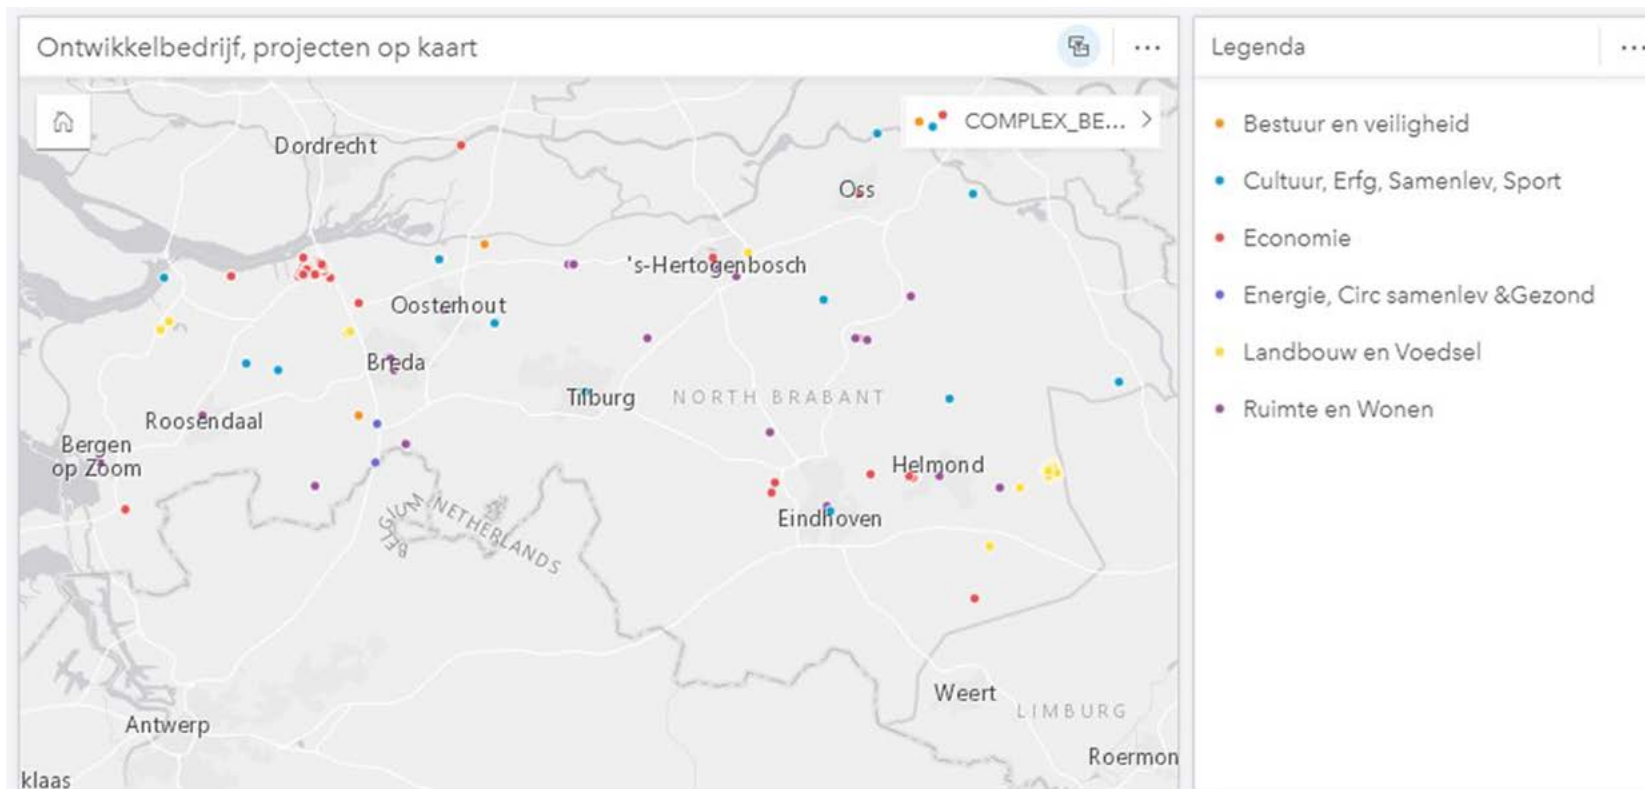 Ontwikkelbedrijf, projecten op kaart
...
Legenda
...
COMPLEX_BE...
Dordrecht
Oss
's-Hertogenbosch
Oosterhout
Breda
Tilburg
NORTH BRABANT
Roosendaal
Bergen
op Zoom
Helmond
Eindhoven
BELGIUM
NETHERLANDS
Weert
LIMBURG
Antwerp
Roermon
klaas
Bestuur en veiligheid
Cultuur, Erfg, Samenlev, Sport
Economie
Energie, Circ samenlev &Gezond
Landbouw en Voedsel
Ruimte en Wonen